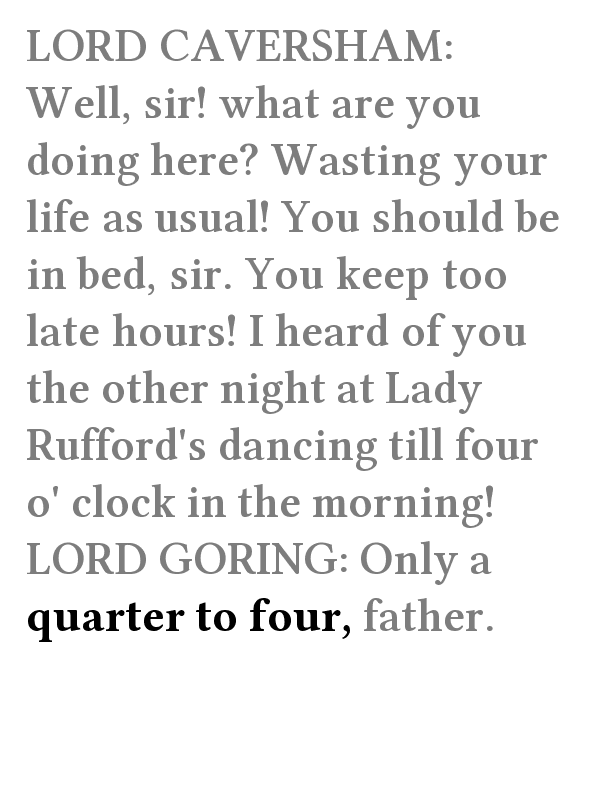 LORD CAVERSHAM:
Well, sir! what are you
doing here? Wasting your
life as usual! You should be
in bed, sir. You keep too
late hours! I heard of you
the other night at Lady
Rufford's dancing till four
o' clock in the morning!
LORD GORING: Only a
quarter to four, father.